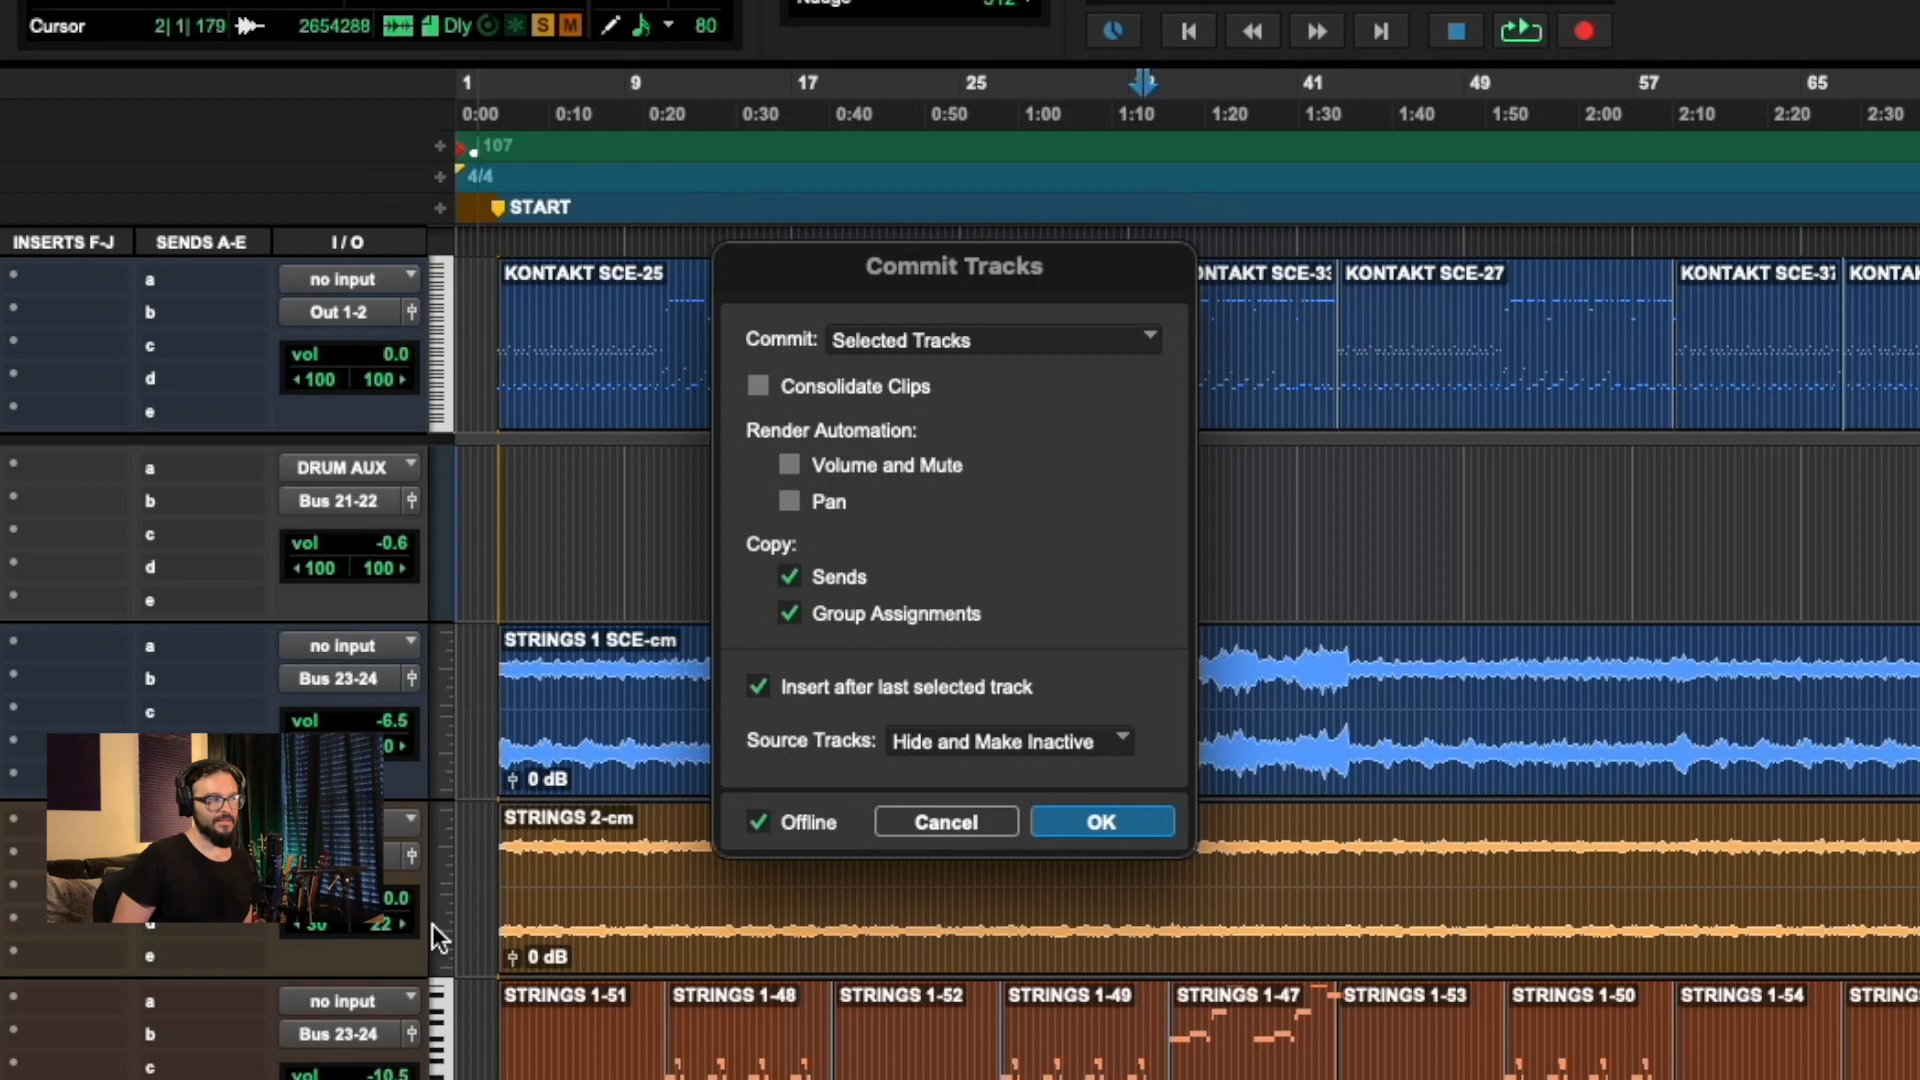 Cursor 2| 1| 179 2654288 Dly S M 80
1 9 17 25 41 49 57 65
0:00 0:10 0:20 0:30 0:40 0:50 1:00 1:10 1:20 1:30 1:40 1:50 2:00 2:10 2:20 2:30
107
4/4
START
INSERTS F-J SENDS A-E I / O
a no input
b Out 1-2
c
vol 0.0
d 100 100
e
KONTAKT SCE-25 KONTAKT SCE-27
a DRUM AUX
b Bus 21-22
c
vol -0.6
d 100 100
e
a no input
b Bus 23-24
c
vol -6.5
STRINGS 1 SCE-cm
0 dB
STRINGS 2-cm
0.0
22
e
0 dB
a no input
b Bus 23-24
c
vol -10.5
STRINGS 1-51 STRINGS 1-48 STRINGS 1-52 STRINGS 1-49 STRINGS 1-47 STRINGS 1-53 STRINGS 1-50 STRINGS 1-54
Commit Tracks
Commit: Selected Tracks
Consolidate Clips
Render Automation:
Volume and Mute
Pan
Copy:
Sends
Group Assignments
Insert after last selected track
Source Tracks: Hide and Make Inactive
Offline Cancel OK